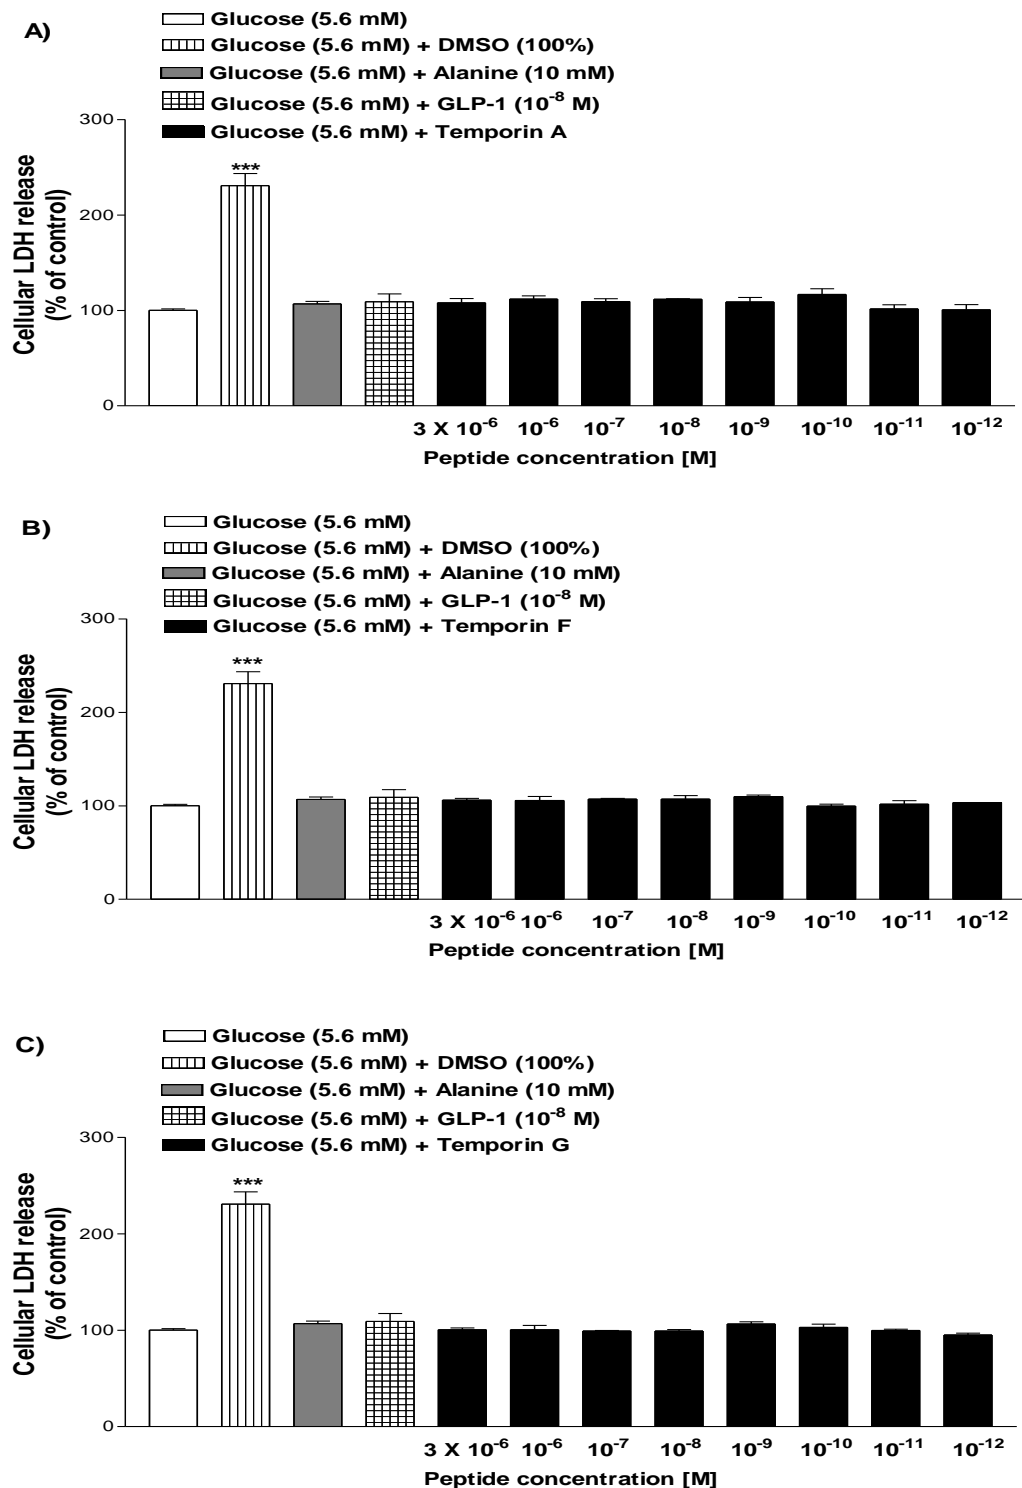 A)
Glucose (5.6 mM)
Glucose (5.6 mM) + DMSO (100%)
Glucose (5.6 mM) + Alanine (10 mM)
Glucose (5.6 mM) + GLP-1 (10⁻⁸ M)
Glucose (5.6 mM) + Temporin A
Cellular LDH release
(% of control)
300
200
100
0
***
3 X 10⁻⁶ 10⁻⁶ 10⁻⁷ 10⁻⁸ 10⁻⁹ 10⁻¹⁰ 10⁻¹¹ 10⁻¹²
Peptide concentration [M]
B)
Glucose (5.6 mM)
Glucose (5.6 mM) + DMSO (100%)
Glucose (5.6 mM) + Alanine (10 mM)
Glucose (5.6 mM) + GLP-1 (10⁻⁸ M)
Glucose (5.6 mM) + Temporin F
Cellular LDH release
(% of control)
300
200
100
0
***
3 X 10⁻⁶ 10⁻⁶ 10⁻⁷ 10⁻⁸ 10⁻⁹ 10⁻¹⁰ 10⁻¹¹ 10⁻¹²
Peptide concentration [M]
C)
Glucose (5.6 mM)
Glucose (5.6 mM) + DMSO (100%)
Glucose (5.6 mM) + Alanine (10 mM)
Glucose (5.6 mM) + GLP-1 (10⁻⁸ M)
Glucose (5.6 mM) + Temporin G
Cellular LDH release
(% of control)
300
200
100
0
***
3 X 10⁻⁶ 10⁻⁶ 10⁻⁷ 10⁻⁸ 10⁻⁹ 10⁻¹⁰ 10⁻¹¹ 10⁻¹²
Peptide concentration [M]